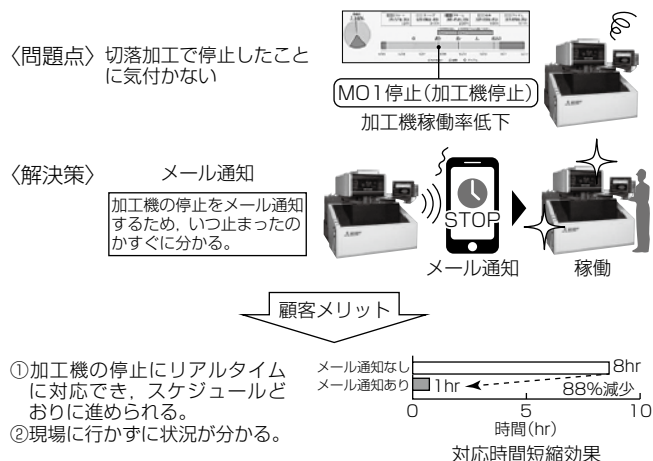 〈問題点〉 切落加工で停止したこと
に気付かない
M01停止(加工機停止)
加工機稼働率低下
〈解決策〉 メール通知
加工機の停止をメール通知
するため，いつ止まったの
かすぐに分かる。
STOP
メール通知
稼働
顧客メリット
①加工機の停止にリアルタイム
に対応でき，スケジュールど
おりに進められる。
②現場に行かずに状況が分かる。
メール通知なし 8hr
メール通知あり 1hr 88%減少
0 5 10
時間(hr)
対応時間短縮効果